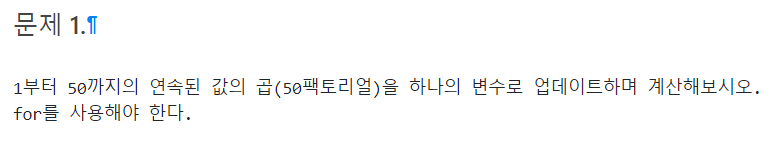 문제 1.¶
1부터 50까지의 연속된 값의 곱(50팩토리얼)을 하나의 변수로 업데이트하며 계산해보시오.
for를 사용해야 한다.